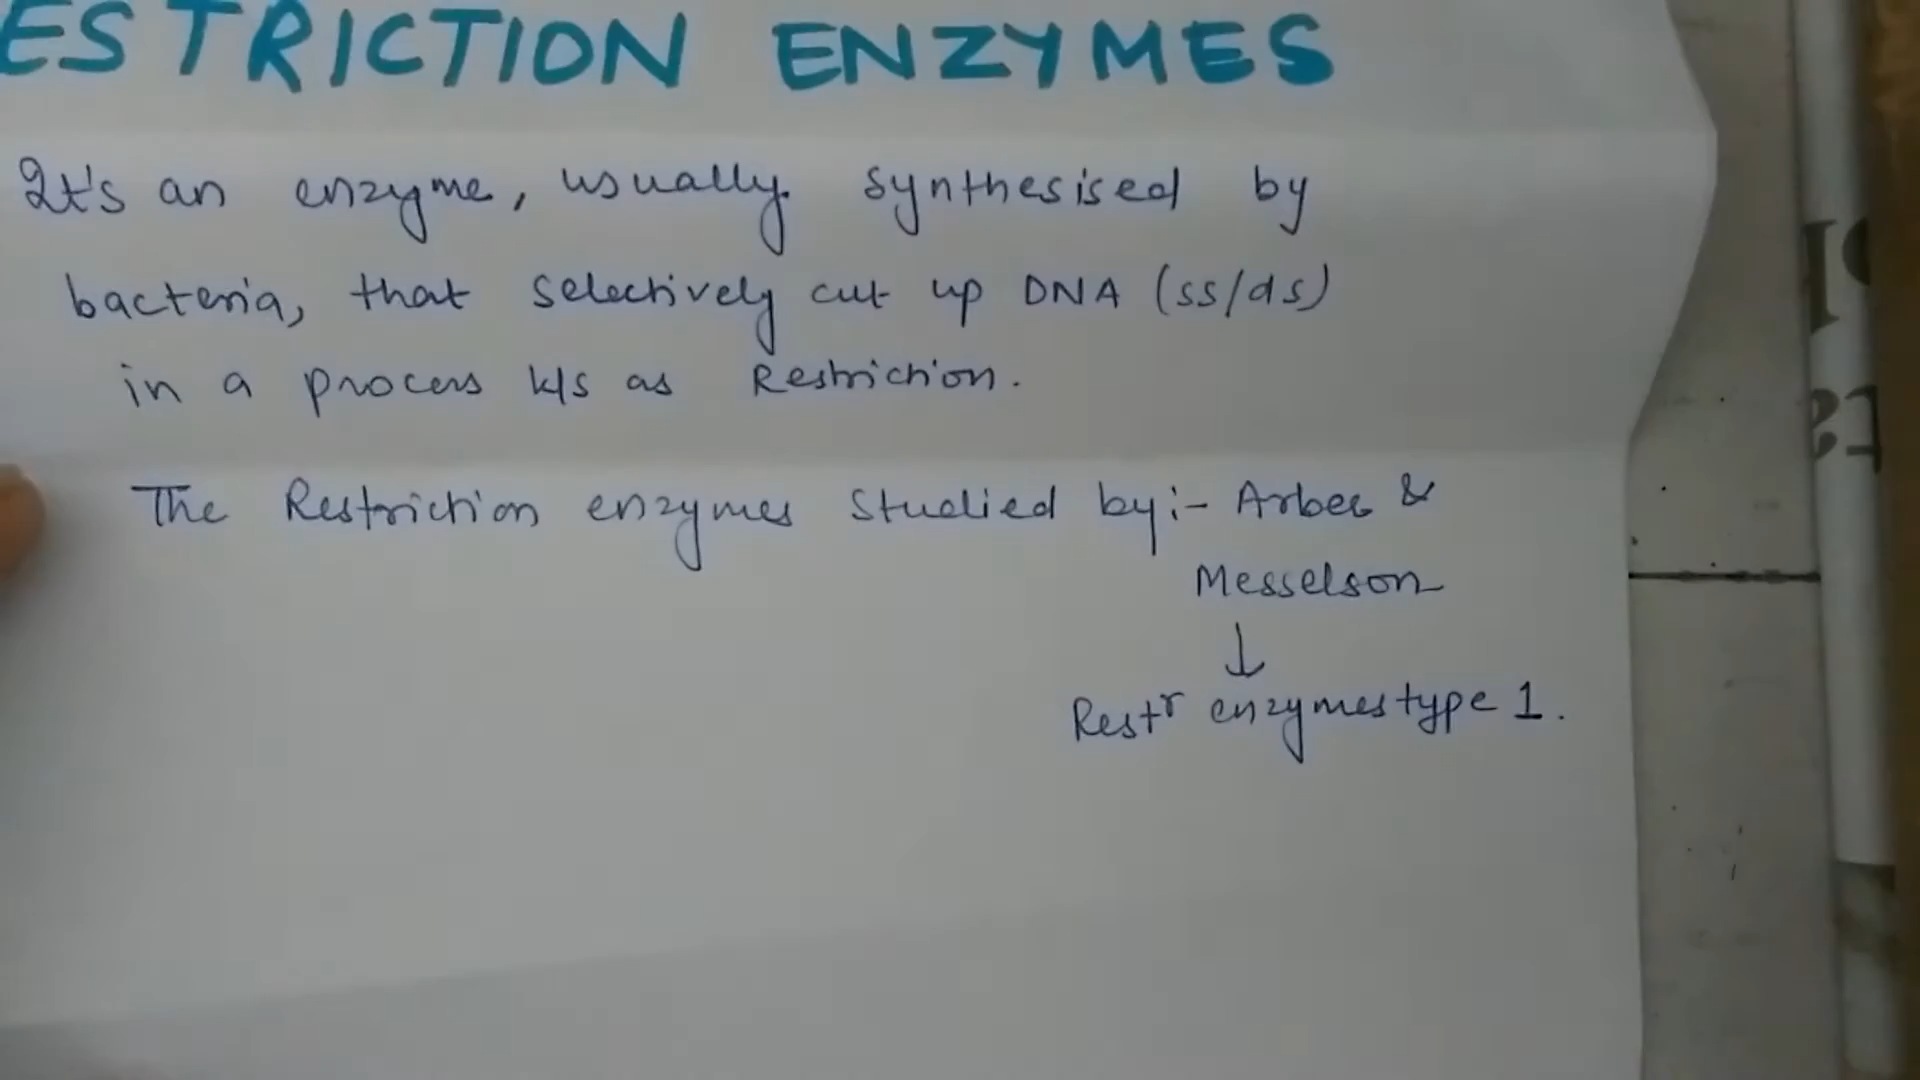 ESTRICTION ENZYMES
It's an enzyme, usually synthesised by
bacteria, that selectively cut up DNA (ss/ds)
in a process k/s as Restriction.
The Restriction enzymes studied by:- Arber &
Messelson
↓
Restr enzymes type 1.